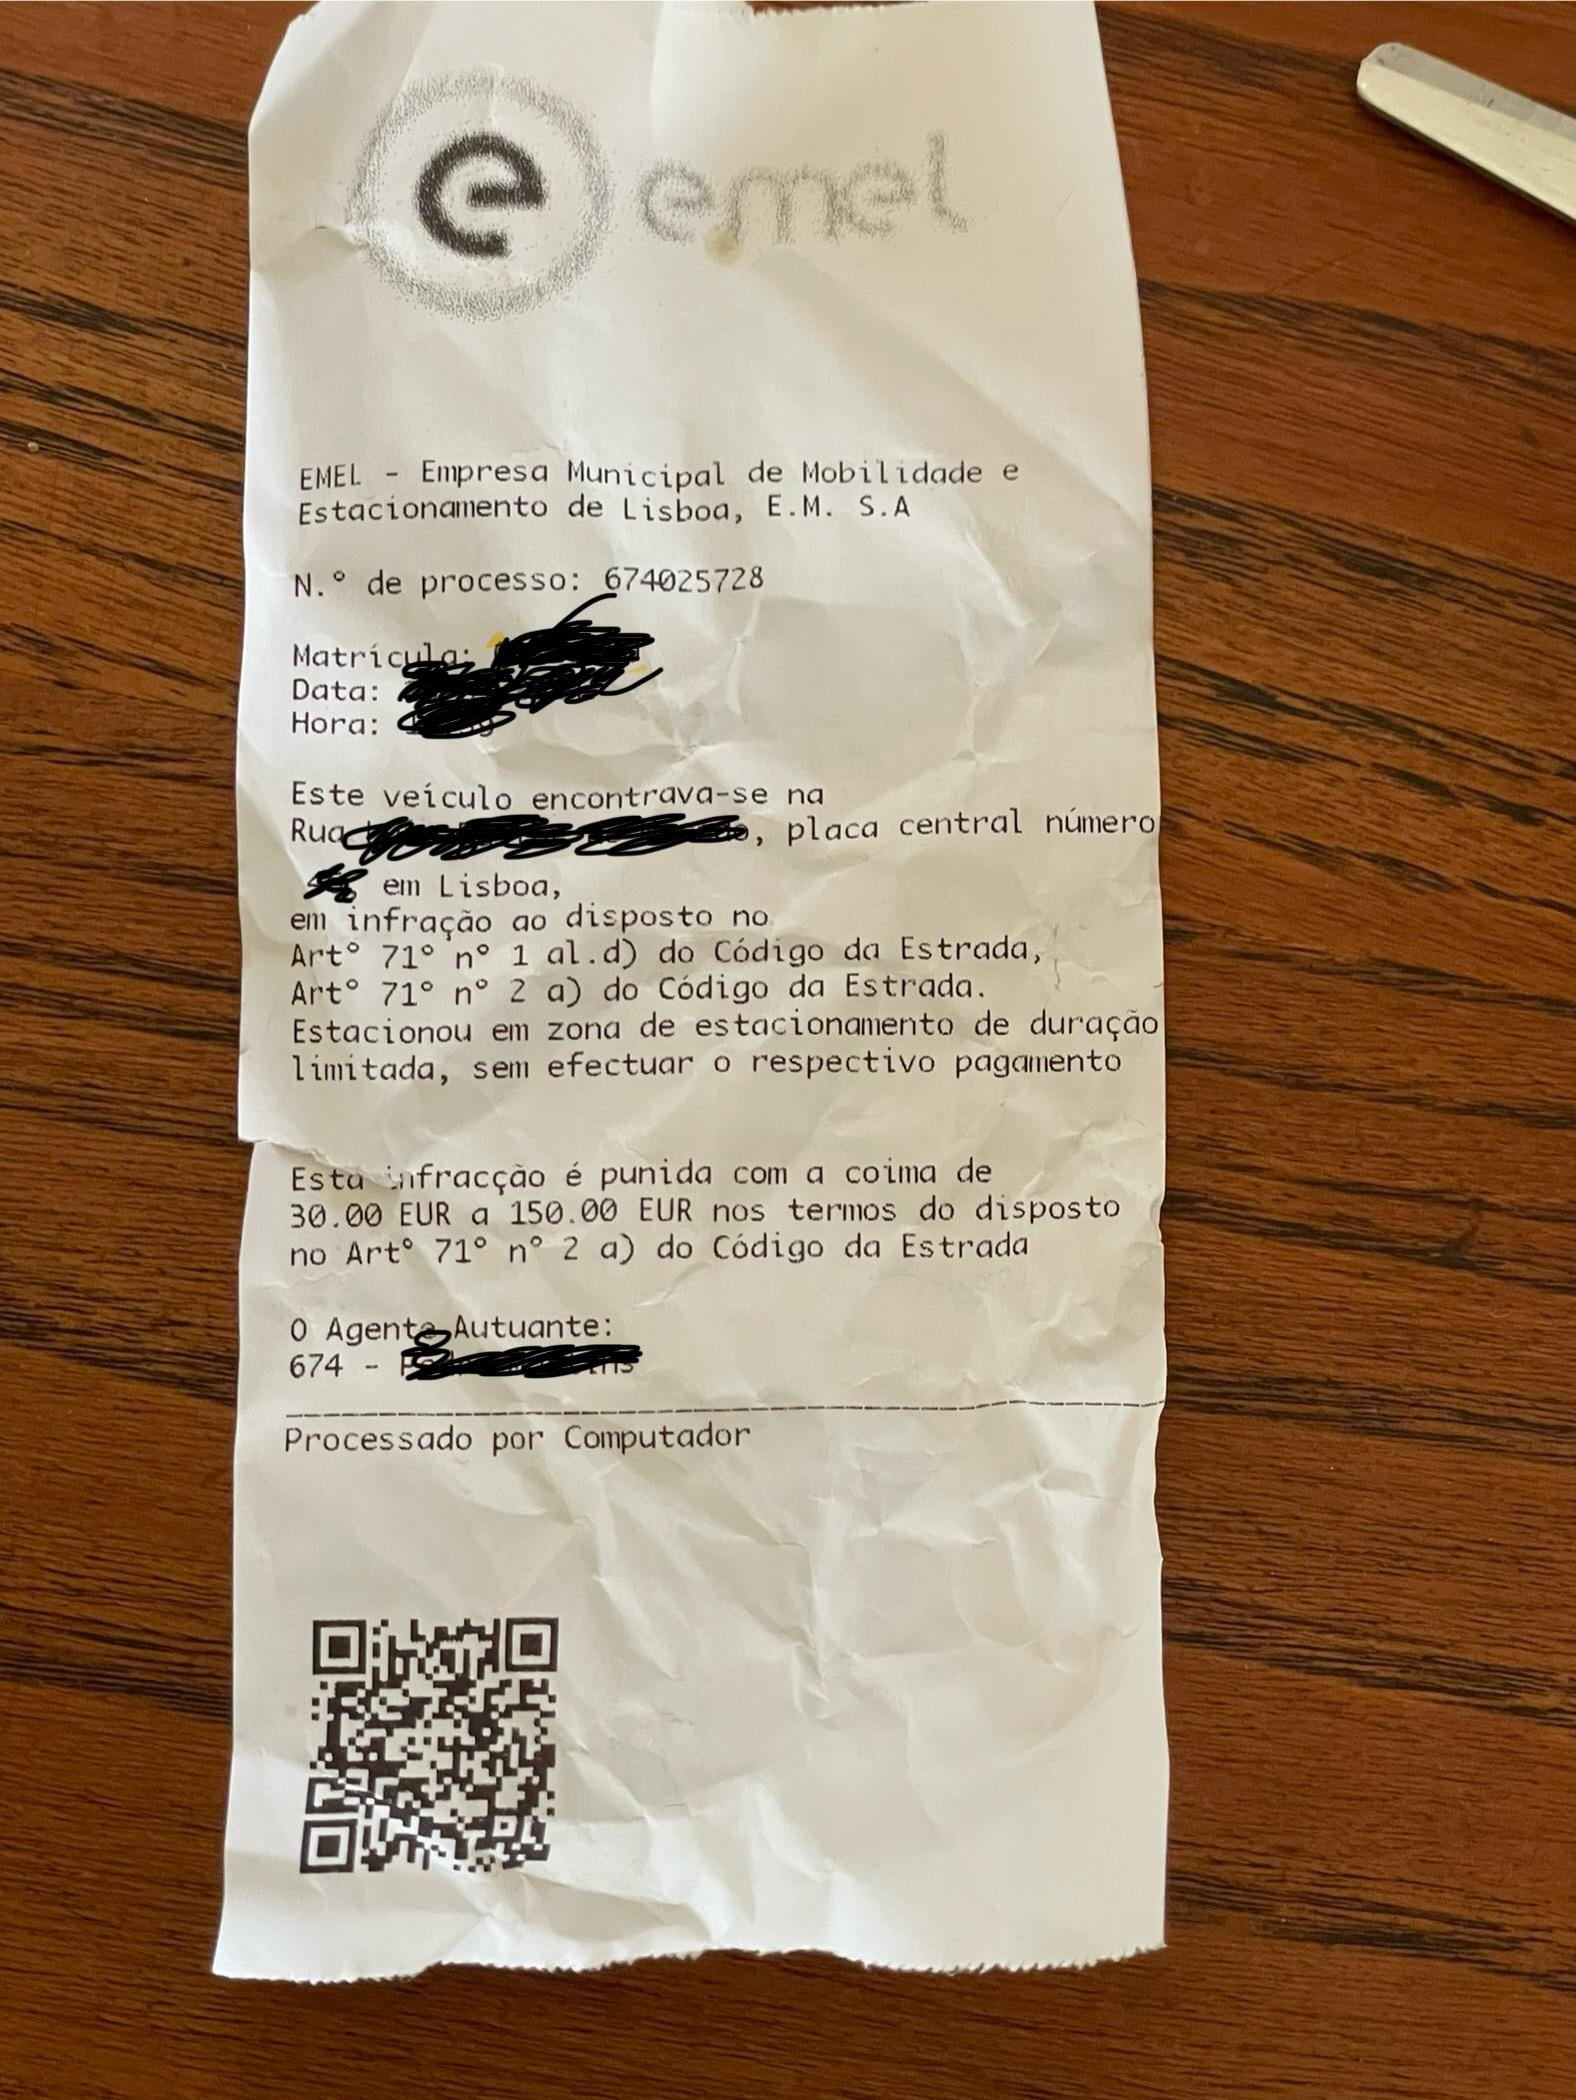 e emel
EMEL - Empresa Municipal de Mobilidade e
Estacionamento de Lisboa, E.M. S.A
N.º de processo: 674025728
Matrícula:
Data:
Hora:
Este veículo encontrava-se na
Rua , placa central número
em Lisboa,
em infração ao disposto no
Artº 71º nº 1 al.d) do Código da Estrada,
Artº 71º nº 2 a) do Código da Estrada.
Estacionou em zona de estacionamento de duração
limitada, sem efectuar o respectivo pagamento
Esta infracção é punida com a coima de
30.00 EUR a 150.00 EUR nos termos do disposto
no Artº 71º nº 2 a) do Código da Estrada
O Agente Autuante:
674 -
Processado por Computador